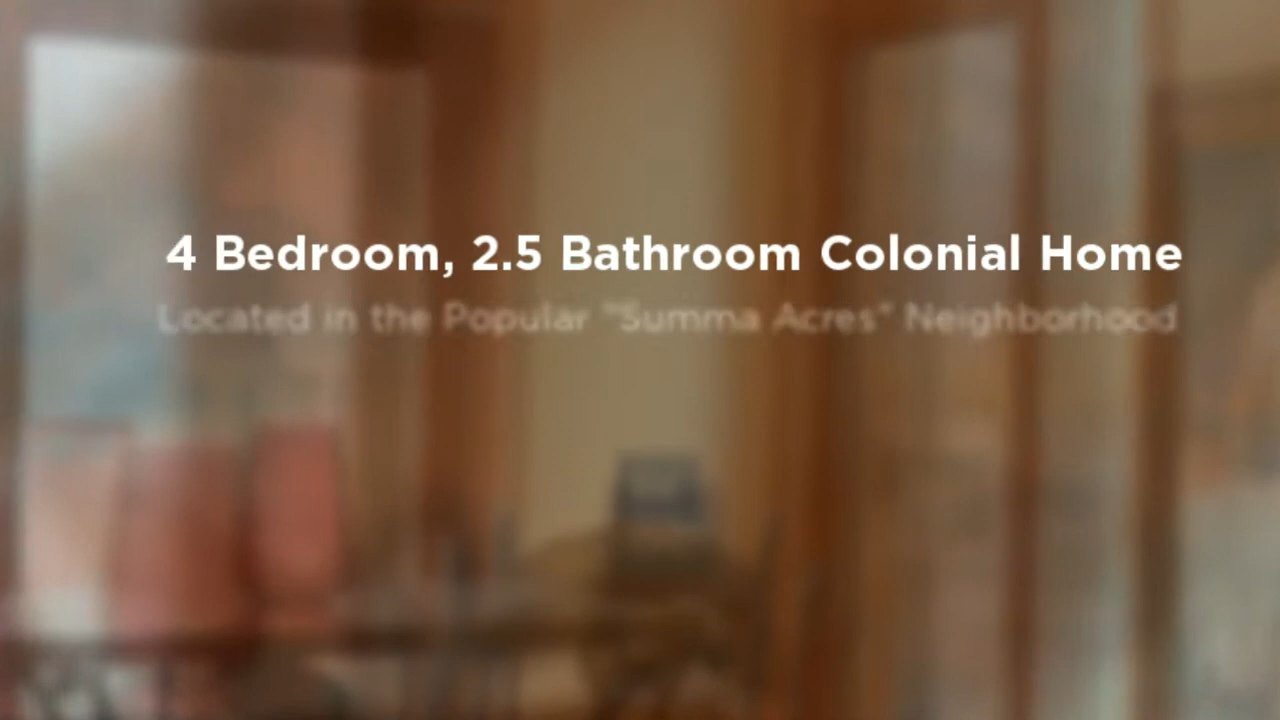 4 Bedroom, 2.5 Bathroom Colonial Home
Located in the Popular "Summa Acres" Neighborhood